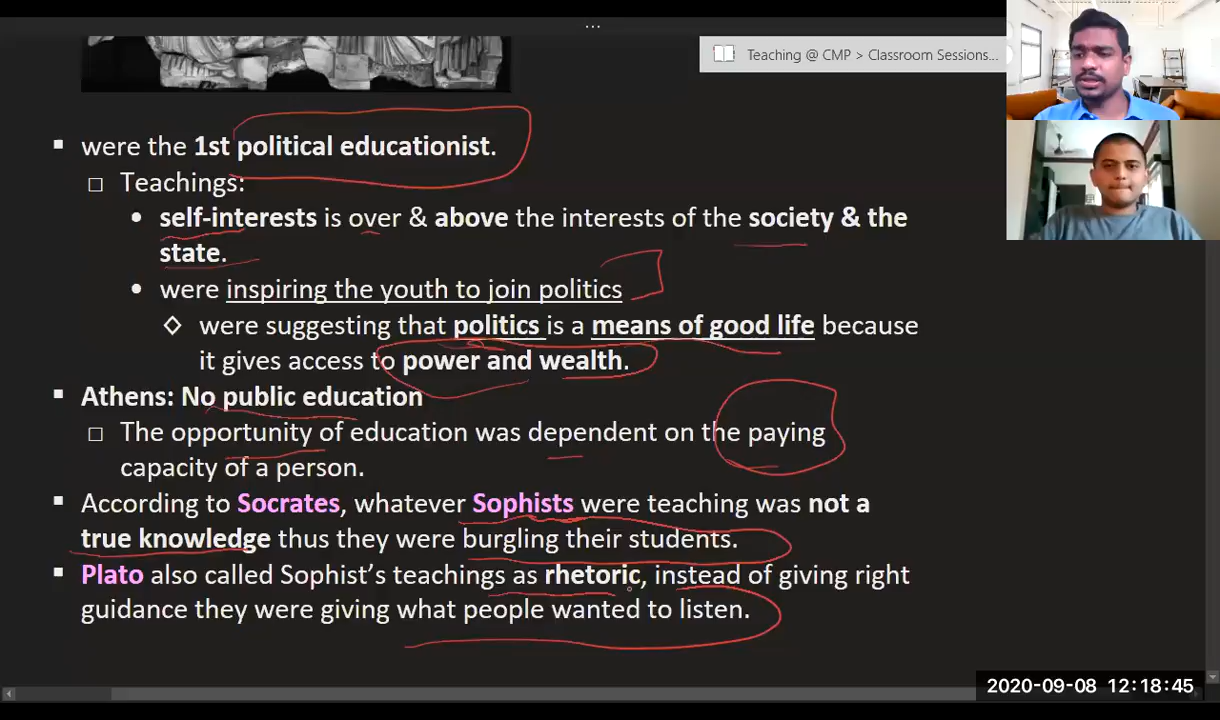 ...
Teaching @ CMP > Classroom Sessions...
▪ were the 1st political educationist.
□ Teachings:
• self-interests is over & above the interests of the society & the
state.
• were inspiring the youth to join politics
◇ were suggesting that politics is a means of good life because
it gives access to power and wealth.
▪ Athens: No public education
□ The opportunity of education was dependent on the paying
capacity of a person.
▪ According to Socrates, whatever Sophists were teaching was not a
true knowledge thus they were burgling their students.
▪ Plato also called Sophist's teachings as rhetoric, instead of giving right
guidance they were giving what people wanted to listen.
2020-09-08 12:18:45